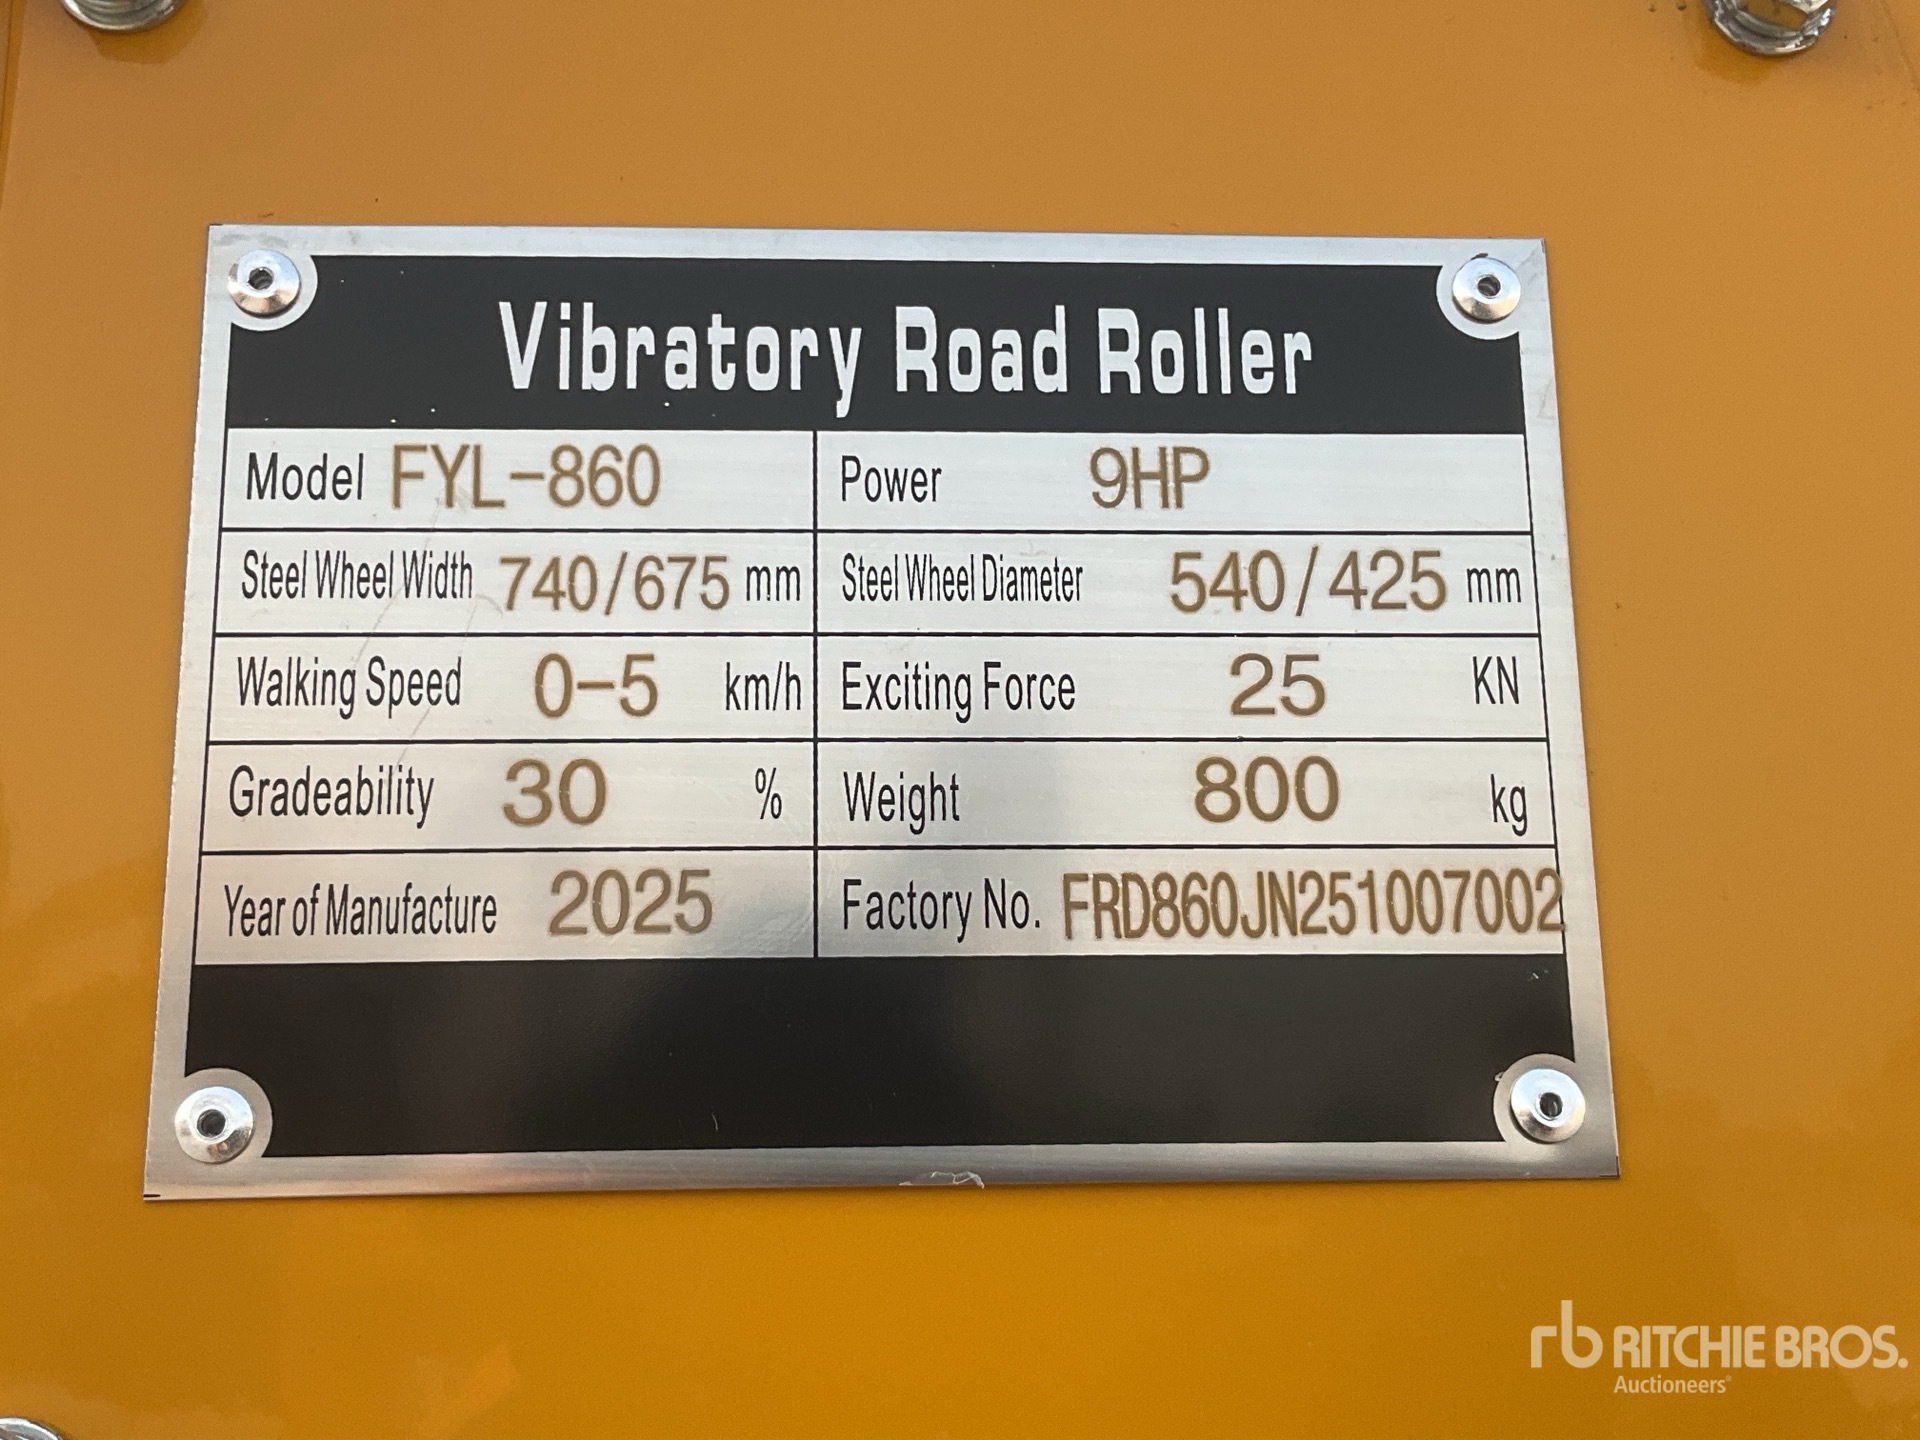 Vibratory Road Roller
Model FYL-860 Power 9HP
Steel Wheel Width 740/675 mm Steel Wheel Diameter 540/425 mm
Walking Speed 0-5 km/h Exciting Force 25 KN
Gradeability 30 % Weight 800 kg
Year of Manufacture 2025 Factory No. FRD860JN251007002
rb RITCHIE BROS.
Auctioneers